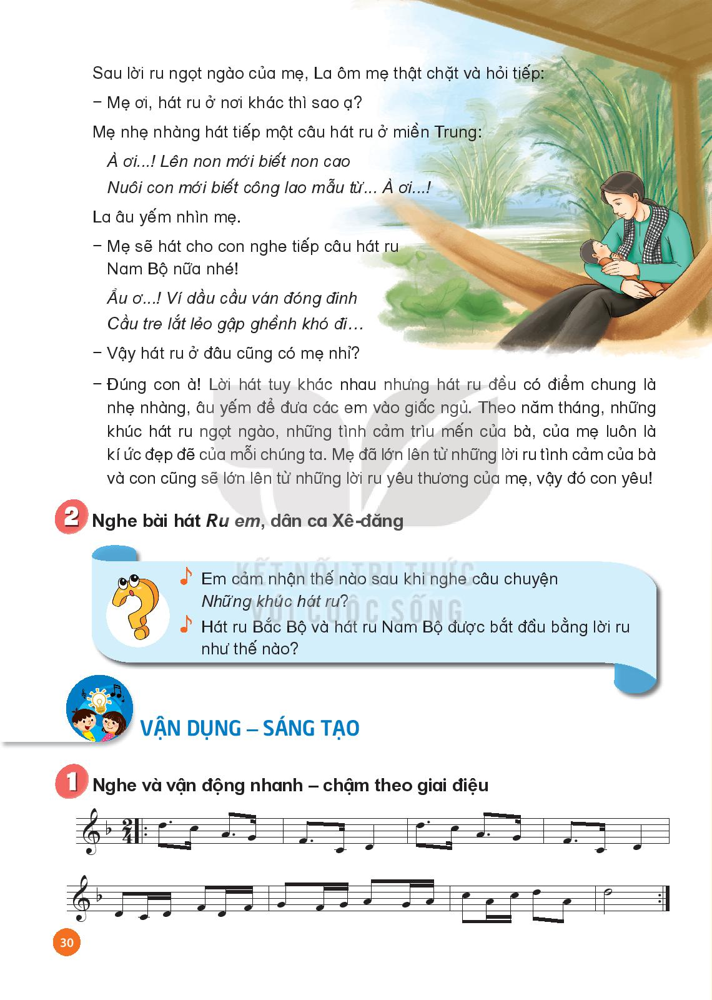 Sau lời ru ngọt ngào của mẹ, La ôm mẹ thật chặt và hỏi tiếp:
– Mẹ ơi, hát ru ở nơi khác thì sao ạ?
Mẹ nhẹ nhàng hát tiếp một câu hát ru ở miền Trung:
À ơi...! Lên non mới biết non cao
Nuôi con mới biết công lao mẫu từ... À ơi...!
La âu yếm nhìn mẹ.
– Mẹ sẽ hát cho con nghe tiếp câu hát ru
Nam Bộ nữa nhé!
Ầu ơ...! Ví dầu cầu ván đóng đinh
Cầu tre lắt lẻo gập ghềnh khó đi...
– Vậy hát ru ở đâu cũng có mẹ nhỉ?
– Đúng con à! Lời hát tuy khác nhau nhưng hát ru đều có điểm chung là
nhẹ nhàng, âu yếm để đưa các em vào giấc ngủ. Theo năm tháng, những
khúc hát ru ngọt ngào, những tình cảm trìu mến của bà, của mẹ luôn là
kí ức đẹp đẽ của mỗi chúng ta. Mẹ đã lớn lên từ những lời ru tình cảm của bà
và con cũng sẽ lớn lên từ những lời ru yêu thương của mẹ, vậy đó con yêu!
2 Nghe bài hát Ru em, dân ca Xê-đăng
KẾT NỐI TRI THỨC
VỚI CUỘC SỐNG
Em cảm nhận thế nào sau khi nghe câu chuyện
Những khúc hát ru?
Hát ru Bắc Bộ và hát ru Nam Bộ được bắt đầu bằng lời ru
như thế nào?
VẬN DỤNG – SÁNG TẠO
1 Nghe và vận động nhanh – chậm theo giai điệu
2
4
30